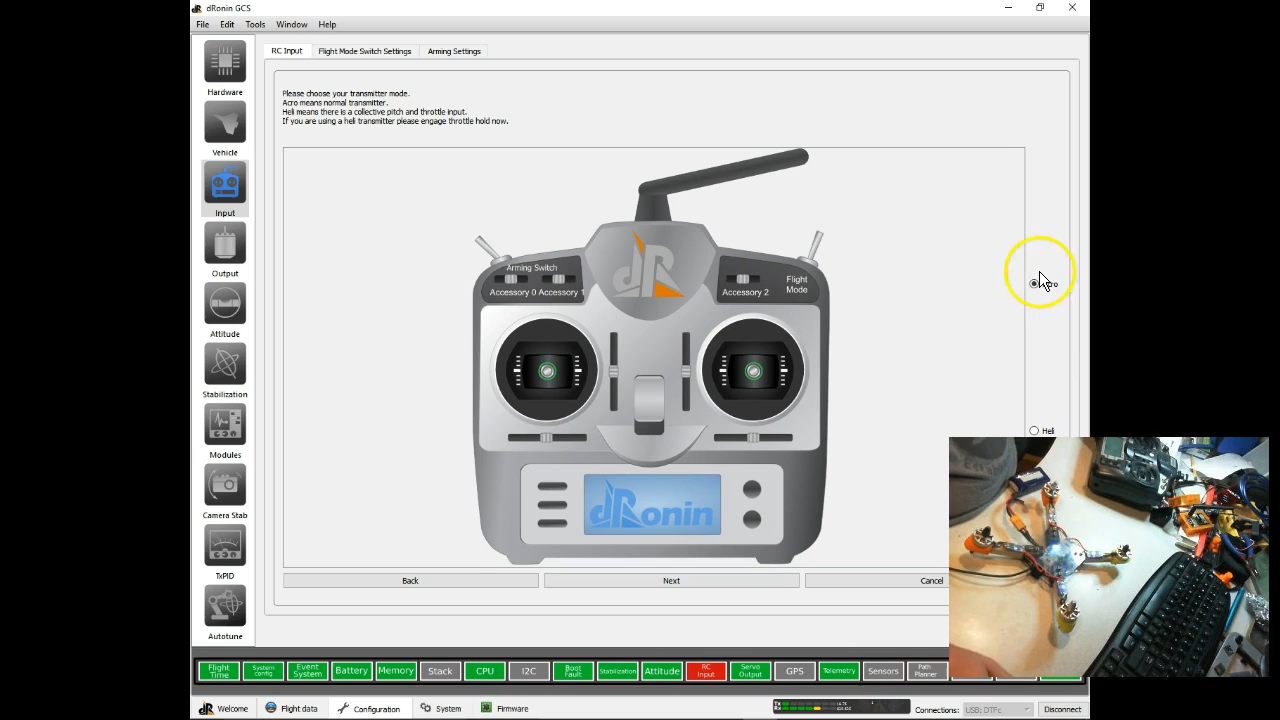 dRonin GCS
File Edit Tools Window Help
Hardware
Vehicle
Input
Output
Attitude
Stabilization
Modules
Camera Stab
TxPID
Autotune
RC Input Flight Mode Switch Settings Arming Settings
Please choose your transmitter mode.
Acro means normal transmitter.
Heli means there is a collective pitch and throttle input.
If you are using a heli transmitter please engage throttle hold now.
dR
Arming Switch
Accessory 0 Accessory 1
Accessory 2
Flight
Mode
dRonin
Heli
Back Next Cancel
Flight
Time
System
config
Event
System
Battery
Memory
Stack
CPU
I2C
Boot
Fault
Stabilization
Attitude
RC
Input
Servo
Output
GPS
Telemetry
Sensors
Path
Planner
Welcome Flight data Configuration System Firmware
Tx
Rx
Connections: USB: DTFc Disconnect